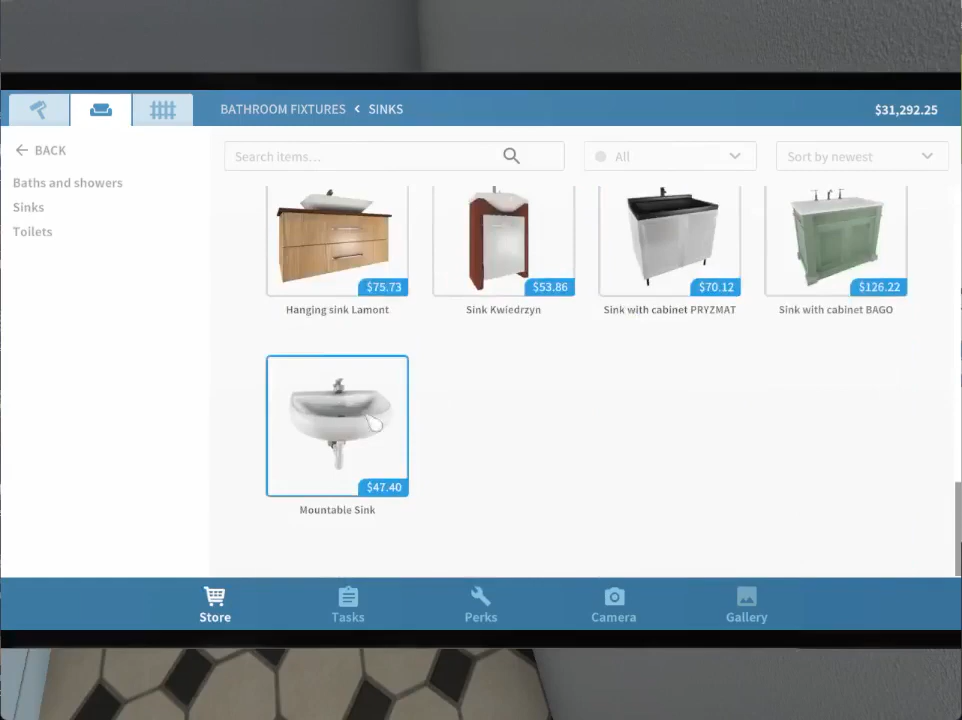 BATHROOM FIXTURES < SINKS
$31,292.25
BACK
Search items...
All
Sort by newest
Baths and showers
Sinks
Toilets
$75.73
$53.86
$70.12
$126.22
Hanging sink Lamont
Sink Kwiedrzyn
Sink with cabinet PRYZMAT
Sink with cabinet BAGO
$47.40
Mountable Sink
Store
Tasks
Perks
Camera
Gallery